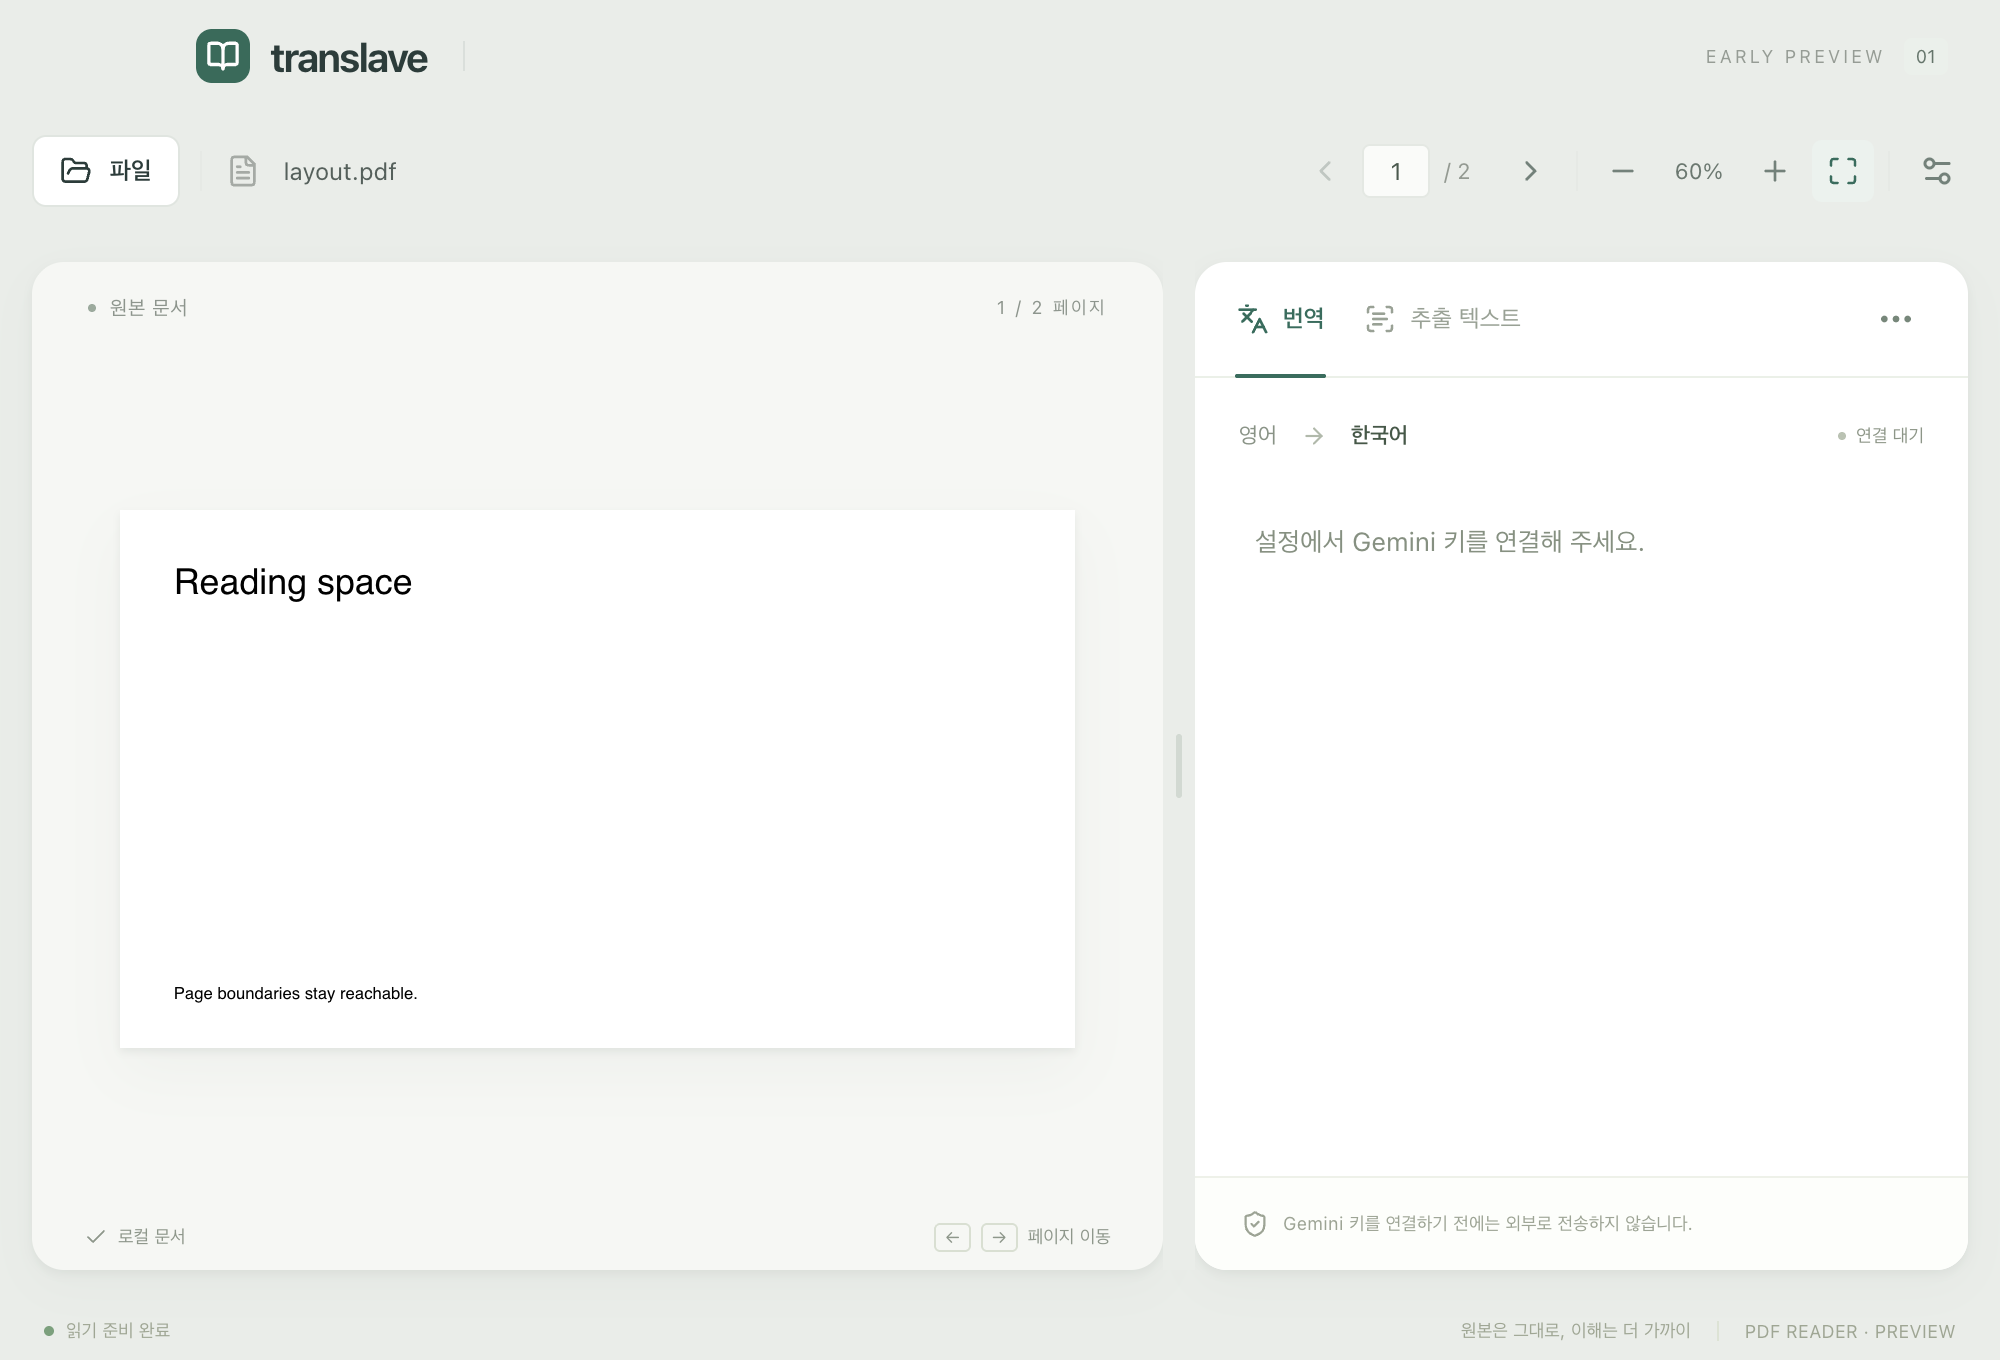 translave
EARLY PREVIEW 01
파일 layout.pdf 1 / 2 60%
원본 문서 1 / 2 페이지
Reading space
Page boundaries stay reachable.
로컬 문서 ← → 페이지 이동
번역 추출 텍스트
영어 → 한국어 연결 대기
설정에서 Gemini 키를 연결해 주세요.
Gemini 키를 연결하기 전에는 외부로 전송하지 않습니다.
읽기 준비 완료 원본은 그대로, 이해는 더 가까이 PDF READER · PREVIEW